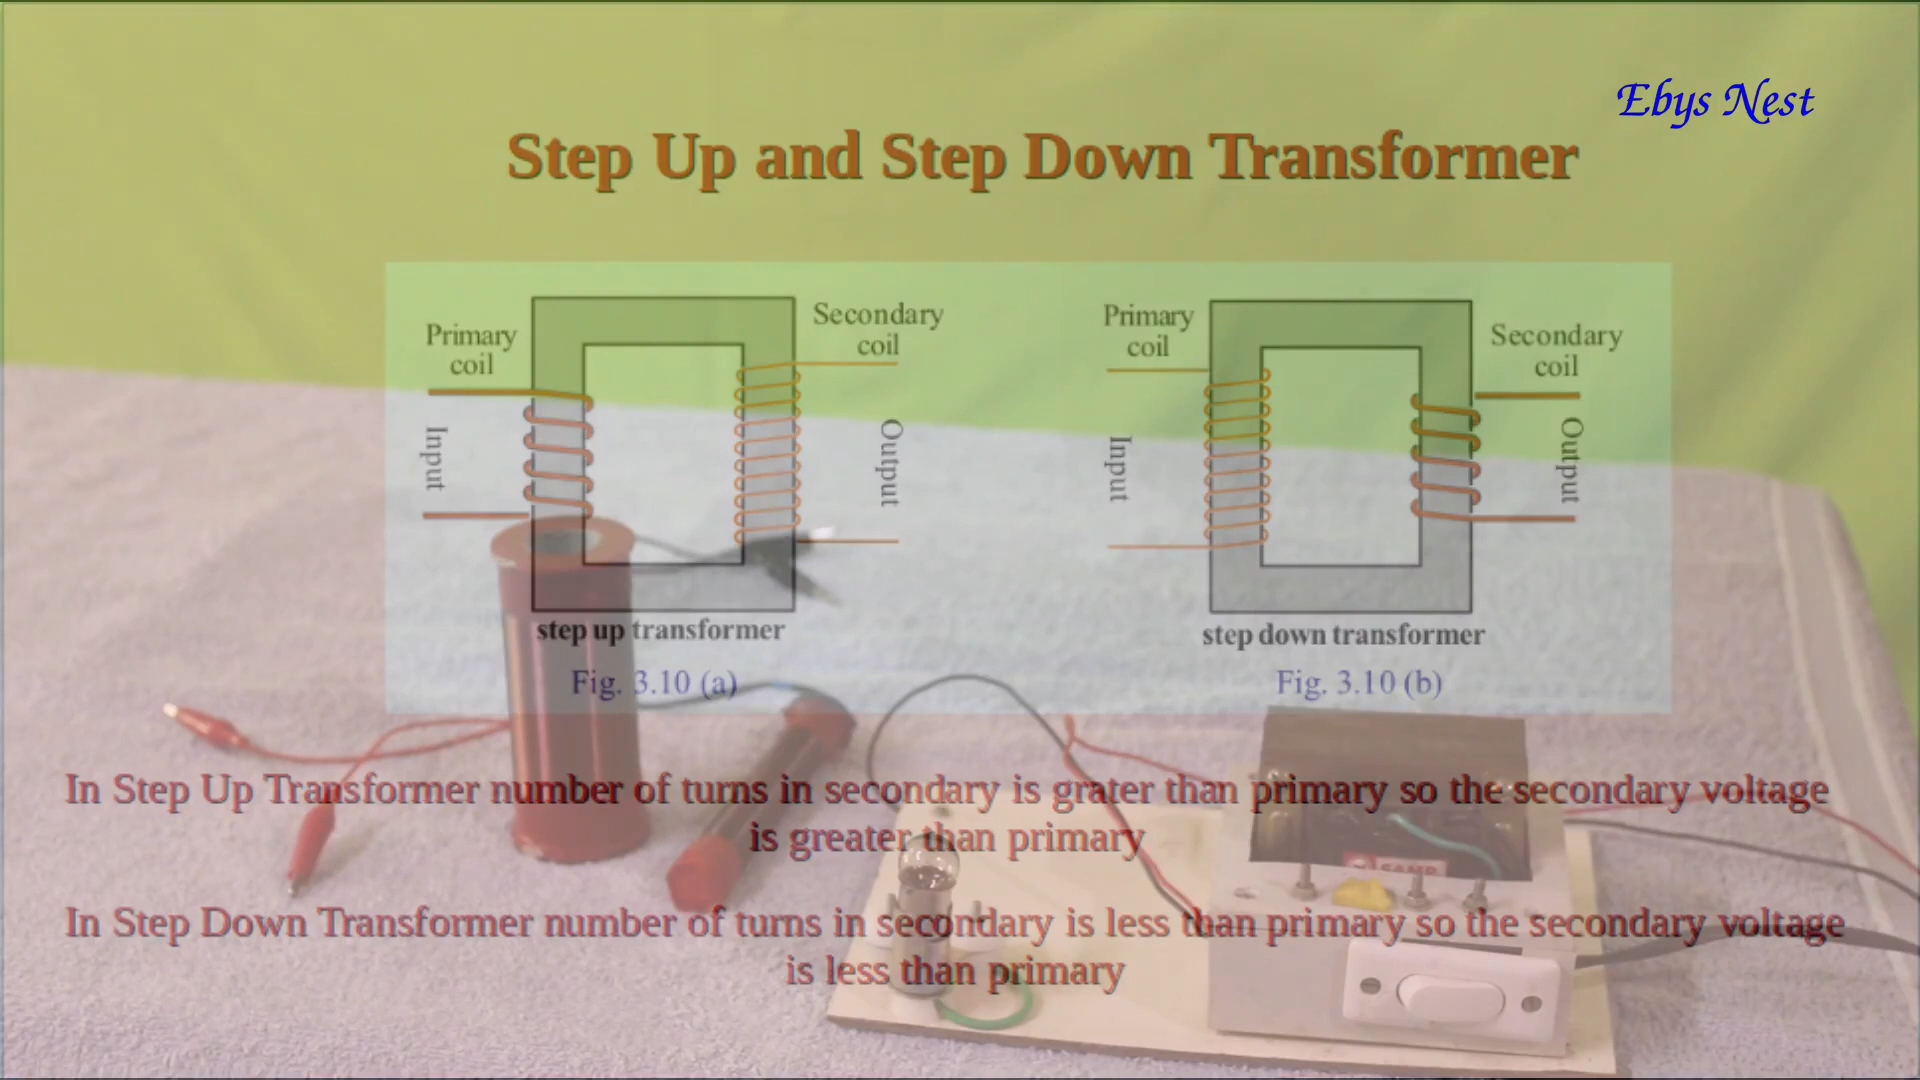 Ebys Nest
Step Up and Step Down Transformer
Primary
coil
Secondary
coil
Input
Output
step up transformer
Fig. 3.10 (a)
Primary
coil
Secondary
coil
Input
Output
step down transformer
Fig. 3.10 (b)
In Step Up Transformer number of turns in secondary is grater than primary so the secondary voltage
is greater than primary
In Step Down Transformer number of turns in secondary is less than primary so the secondary voltage
is less than primary